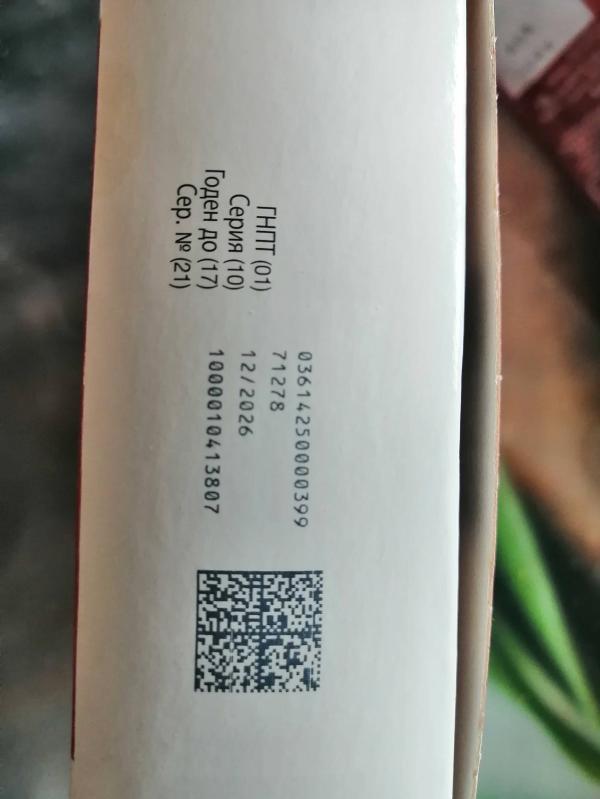 ГНПТ (01) 03614250000399
Серия (10) 71278
Годен до (17) 12/2026
Сер. № (21) 1000010413807